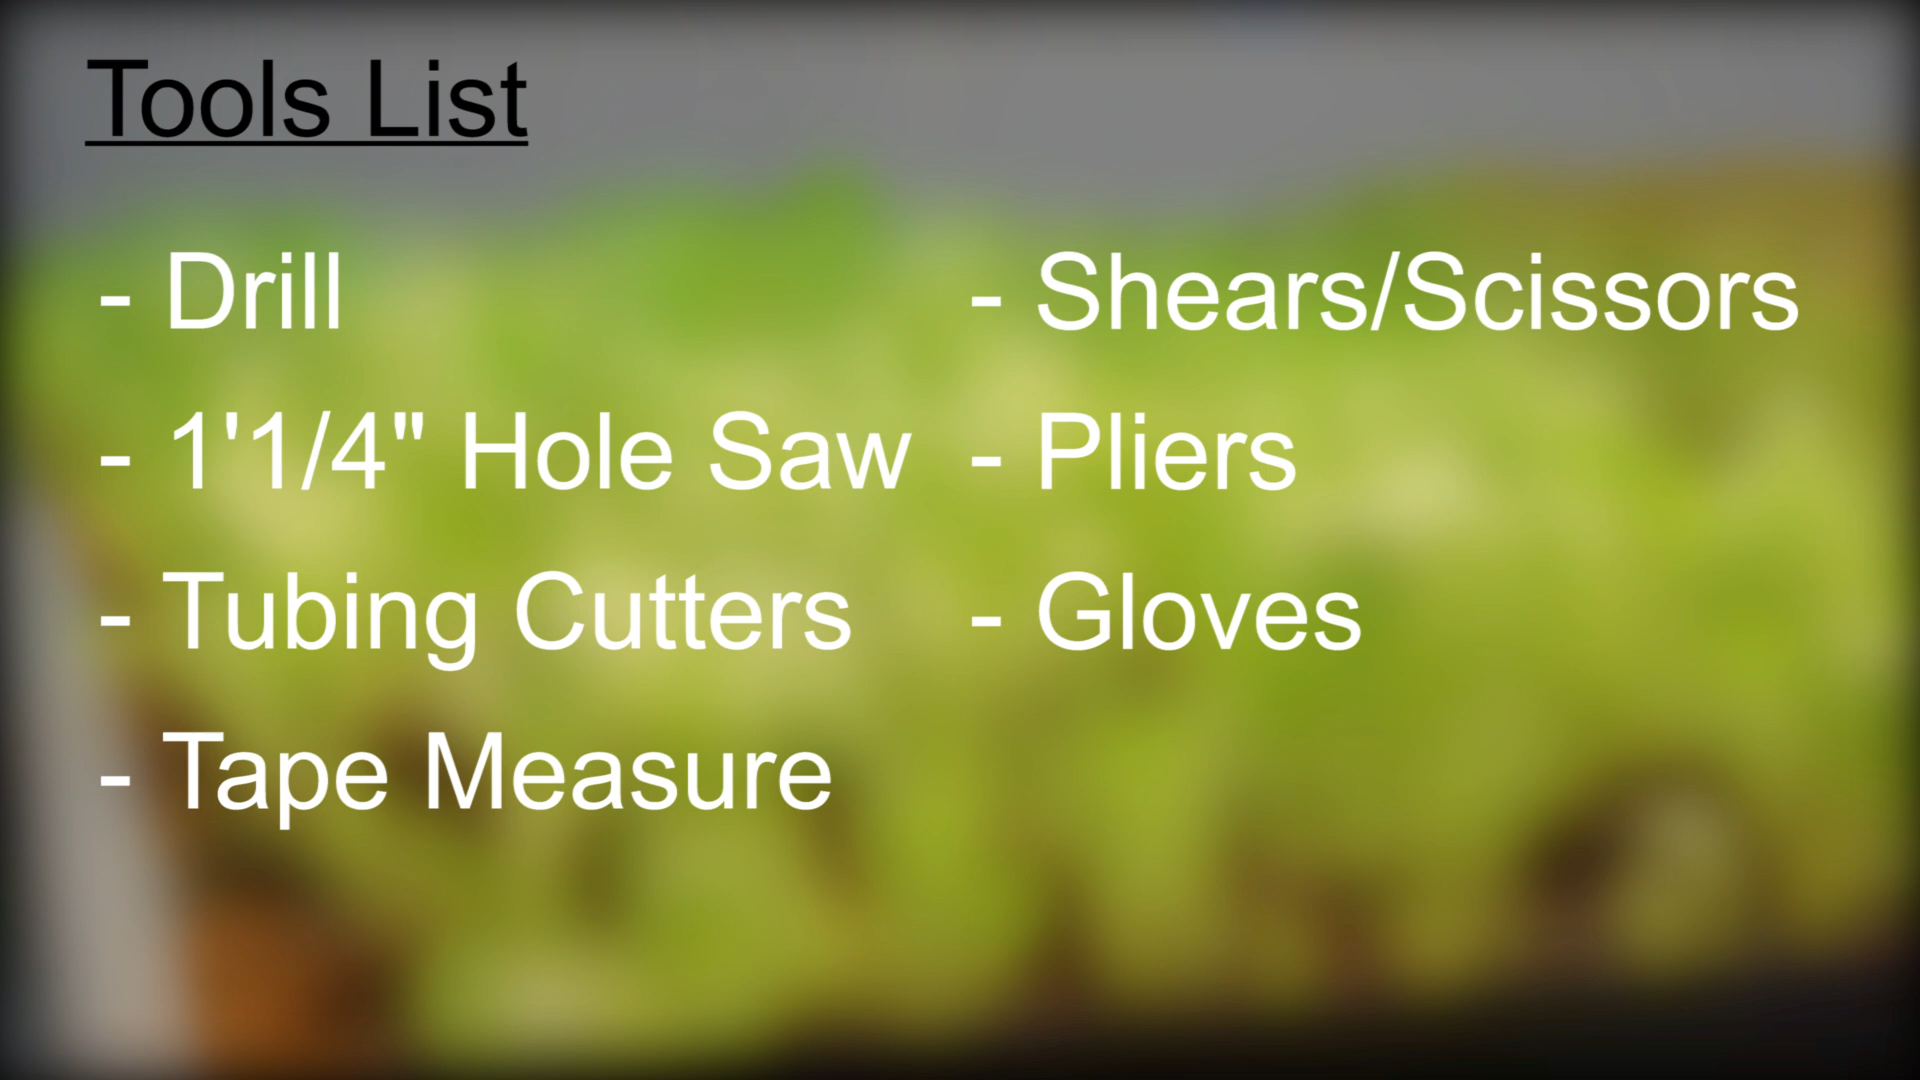 Tools List
- Drill
- 1'1/4" Hole Saw
- Tubing Cutters
- Tape Measure
- Shears/Scissors
- Pliers
- Gloves